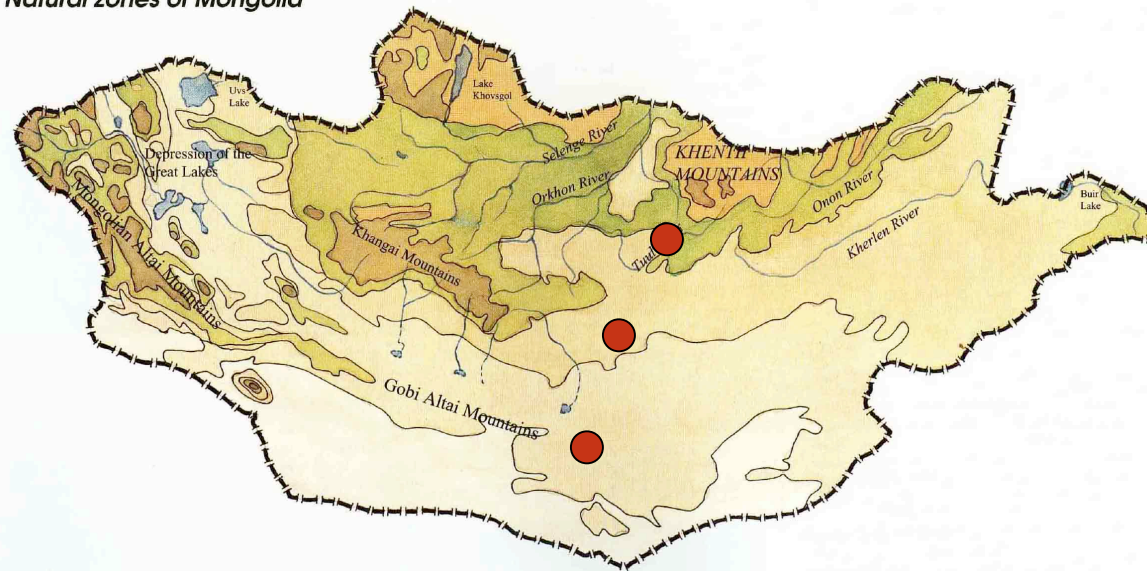 Natural zones of Mongolia
Uvs
Lake
Lake
Khovsgol
Depression of the
Great Lakes
Selenge River
Orkhon River
KHENTII
MOUNTAINS
Onon River
Buir
Lake
Kherlen River
Khangai Mountains
Mongolian Altai Mountains
Gobi Altai Mountains